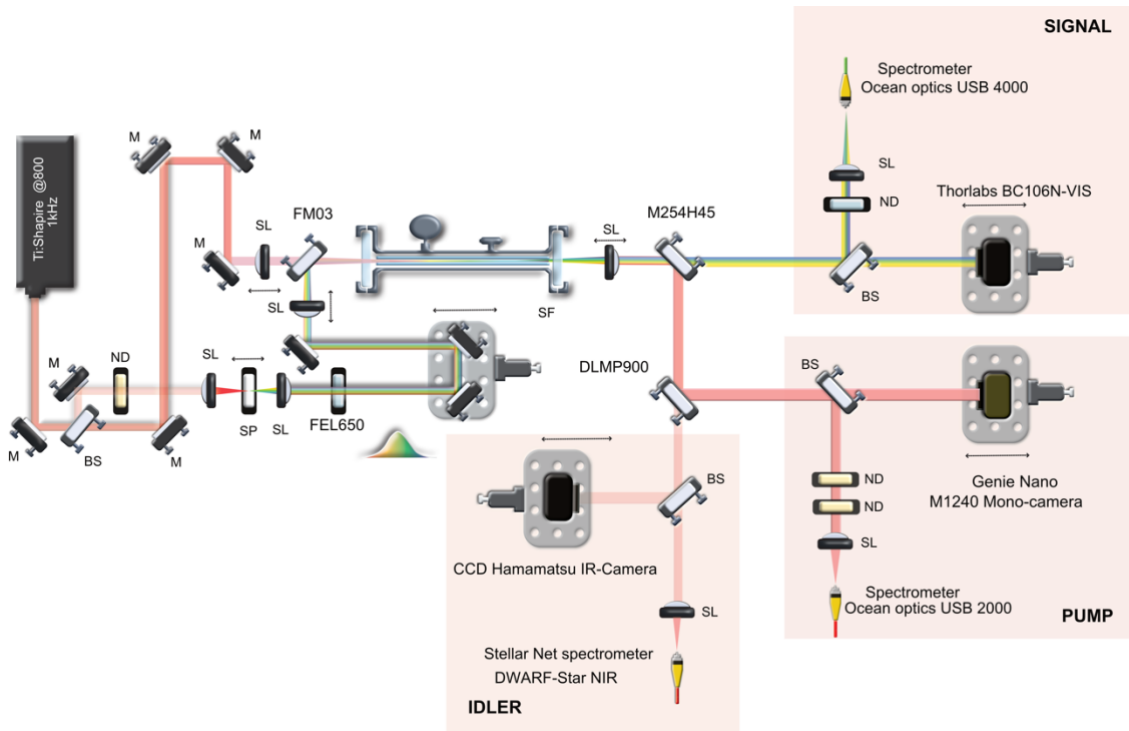 SIGNAL
Spectrometer
Ocean optics USB 4000
SL
ND
Thorlabs BC106N-VIS
BS
Ti:Shapire @800
1kHz
M
M
M
SL
FM03
SL
SF
SL
M254H45
M
ND
SL
SP
SL
FEL650
M
BS
M
DLMP900
BS
ND
ND
SL
Genie Nano
M1240 Mono-camera
Spectrometer
Ocean optics USB 2000
PUMP
BS
CCD Hamamatsu IR-Camera
SL
Stellar Net spectrometer
DWARF-Star NIR
IDLER